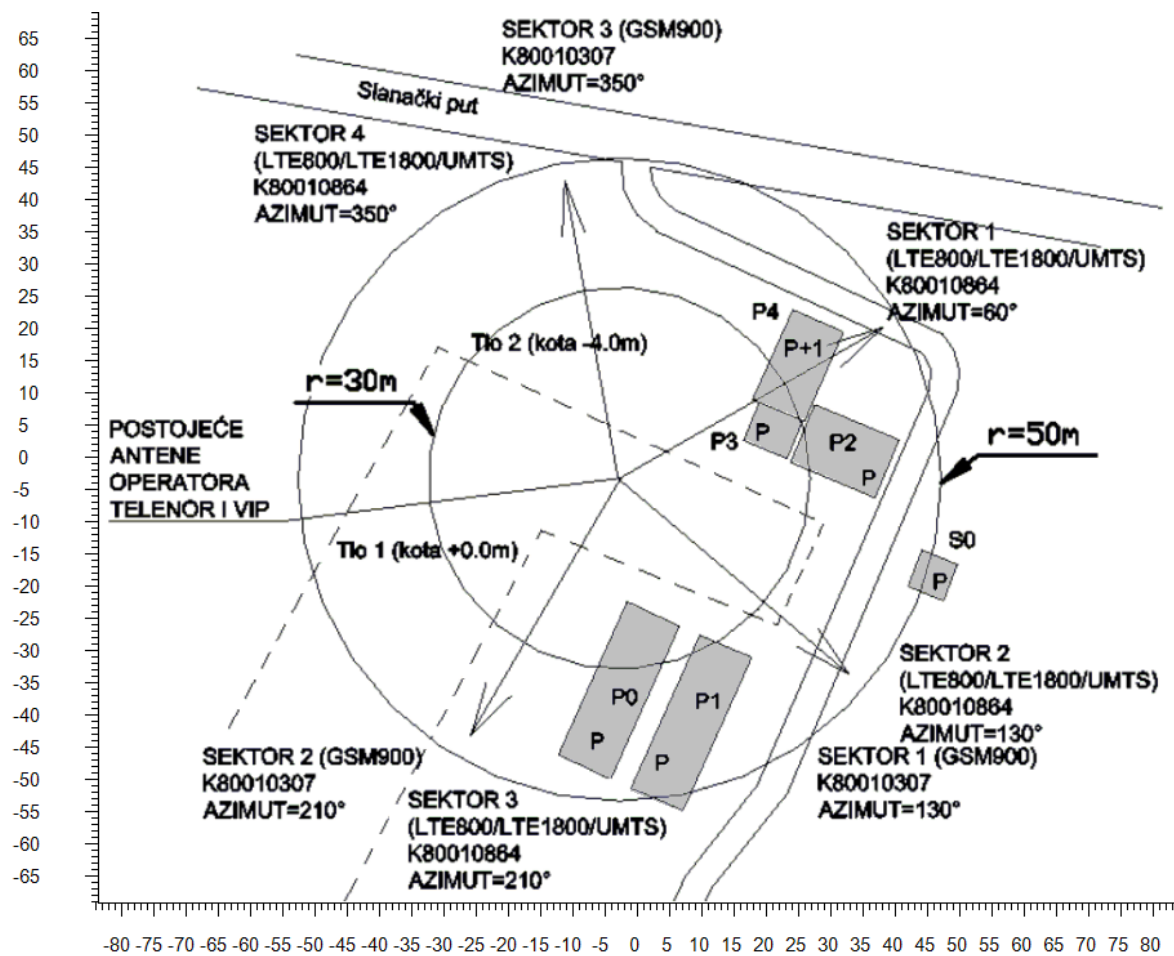 SEKTOR 3 (GSM900)
K80010307
AZIMUT=350°
Slanački put
SEKTOR 4
(LTE800/LTE1800/UMTS)
K80010864
AZIMUT=350°
SEKTOR 1
(LTE800/LTE1800/UMTS)
K80010864
AZIMUT=60°
P4
P+1
Tlo 2 (kota -4.0m)
r=30m
POSTOJEĆE
ANTENE
OPERATORA
TELENOR I VIP
P3
P
P2
P
r=50m
Tlo 1 (kota +0.0m)
S0
P
P0
P
P1
P
SEKTOR 2
(LTE800/LTE1800/UMTS)
K80010864
AZIMUT=130°
SEKTOR 2 (GSM900)
K80010307
AZIMUT=210°
SEKTOR 3
(LTE800/LTE1800/UMTS)
K80010864
AZIMUT=210°
SEKTOR 1 (GSM900)
K80010307
AZIMUT=130°
65
60
55
50
45
40
35
30
25
20
15
10
5
0
-5
-10
-15
-20
-25
-30
-35
-40
-45
-50
-55
-60
-65
-80 -75 -70 -65 -60 -55 -50 -45 -40 -35 -30 -25 -20 -15 -10 -5 0 5 10 15 20 25 30 35 40 45 50 55 60 65 70 75 80